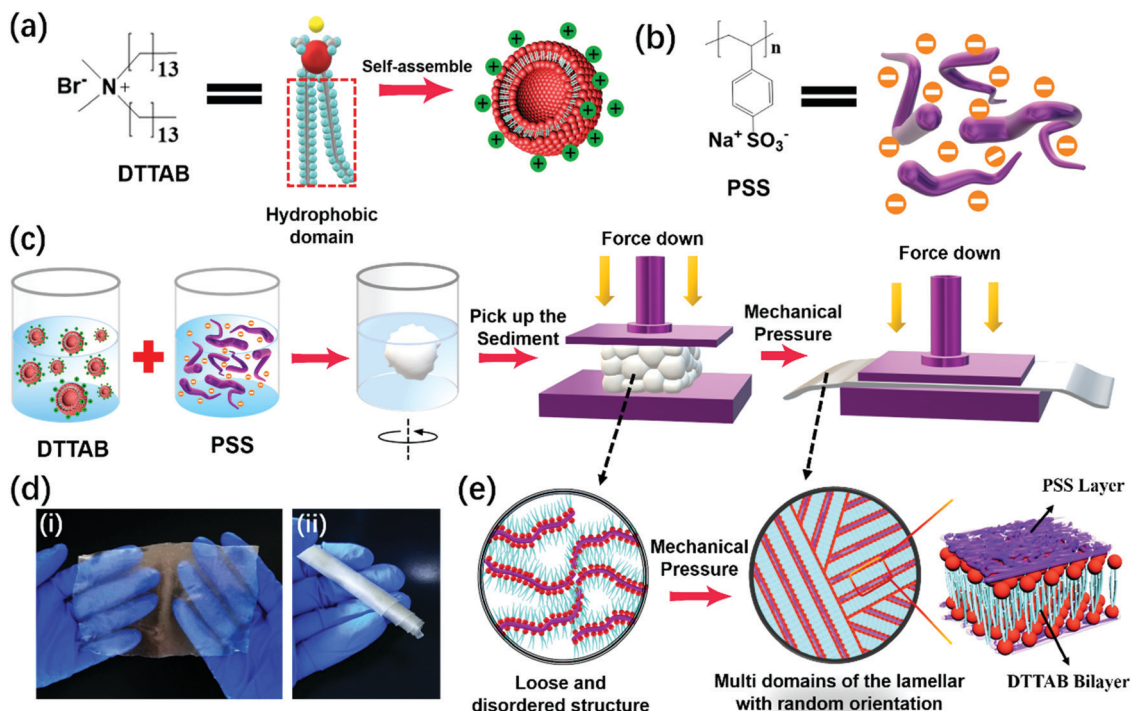 (a)
13
Br⁻
N
+
13
DTTAB
Hydrophobic
domain
Self-assemble
(b)
n
Na⁺ SO₃⁻
PSS
(c)
DTTAB
PSS
Pick up the
Sediment
Force down
Mechanical
Pressure
Force down
(d)
(i)
(ii)
(e)
Loose and
disordered structure
Mechanical
Pressure
Multi domains of the lamellar
with random orientation
PSS Layer
DTTAB Bilayer